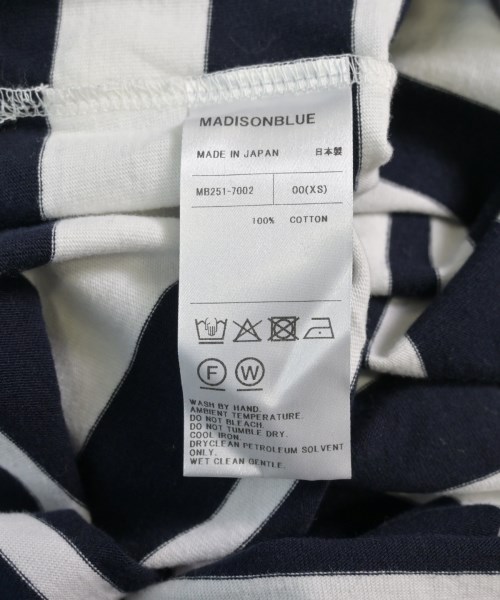 MADISONBLUE
MADE IN JAPAN 日本製
MB251-7002 00(XS)
100% COTTON
F W
WASH BY HAND.
AMBIENT TEMPERATURE.
DO NOT BLEACH.
DO NOT TUMBLE DRY.
COOL IRON.
DRYCLEAN PETROLEUM SOLVENT
ONLY.
WET CLEAN GENTLE.